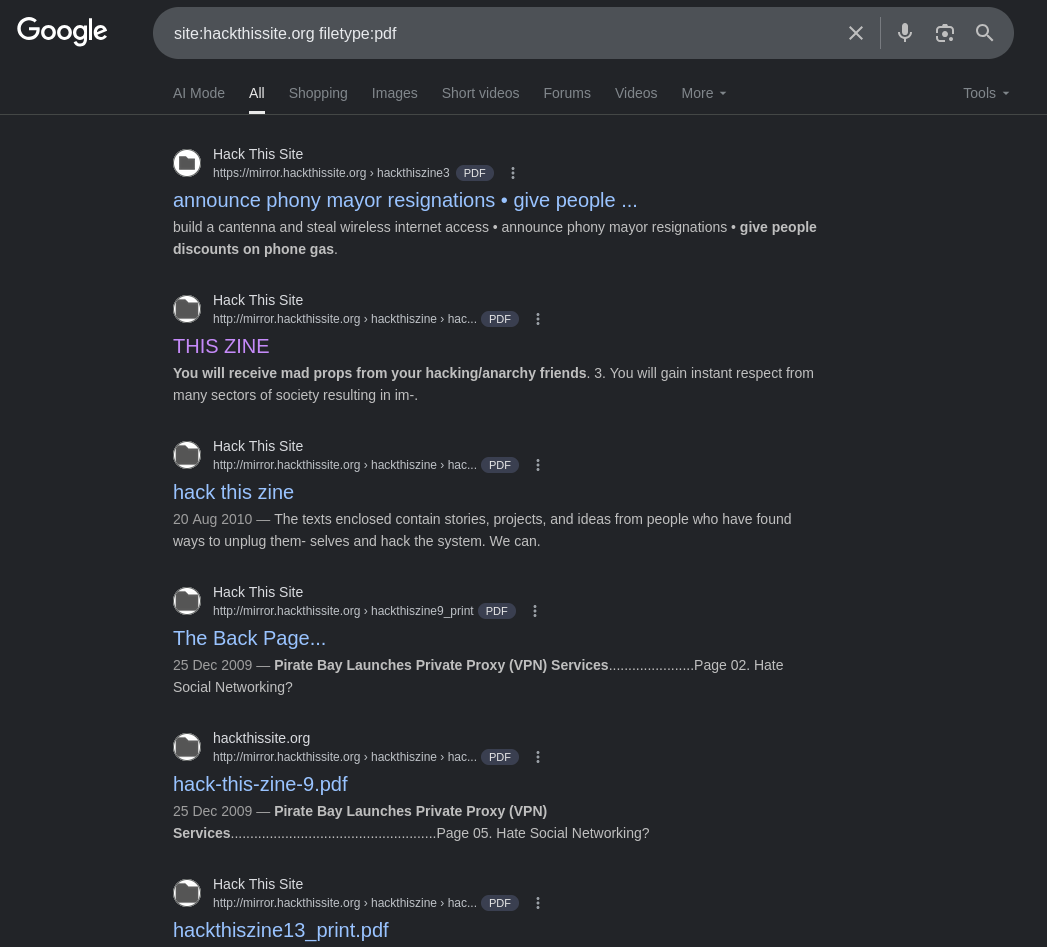 Google
site:hackthissite.org filetype:pdf
AI Mode All Shopping Images Short videos Forums Videos More Tools
Hack This Site
https://mirror.hackthissite.org › hackthiszine3 PDF
announce phony mayor resignations • give people ...
build a cantenna and steal wireless internet access • announce phony mayor resignations • give people
discounts on phone gas.
Hack This Site
http://mirror.hackthissite.org › hackthiszine › hac... PDF
THIS ZINE
You will receive mad props from your hacking/anarchy friends. 3. You will gain instant respect from
many sectors of society resulting in im-.
Hack This Site
http://mirror.hackthissite.org › hackthiszine › hac... PDF
hack this zine
20 Aug 2010 — The texts enclosed contain stories, projects, and ideas from people who have found
ways to unplug them- selves and hack the system. We can.
Hack This Site
http://mirror.hackthissite.org › hackthiszine9_print PDF
The Back Page...
25 Dec 2009 — Pirate Bay Launches Private Proxy (VPN) Services......................Page 02. Hate
Social Networking?
hackthissite.org
http://mirror.hackthissite.org › hackthiszine › hac... PDF
hack-this-zine-9.pdf
25 Dec 2009 — Pirate Bay Launches Private Proxy (VPN)
Services.....................................................Page 05. Hate Social Networking?
Hack This Site
http://mirror.hackthissite.org › hackthiszine › hac... PDF
hackthiszine13_print.pdf